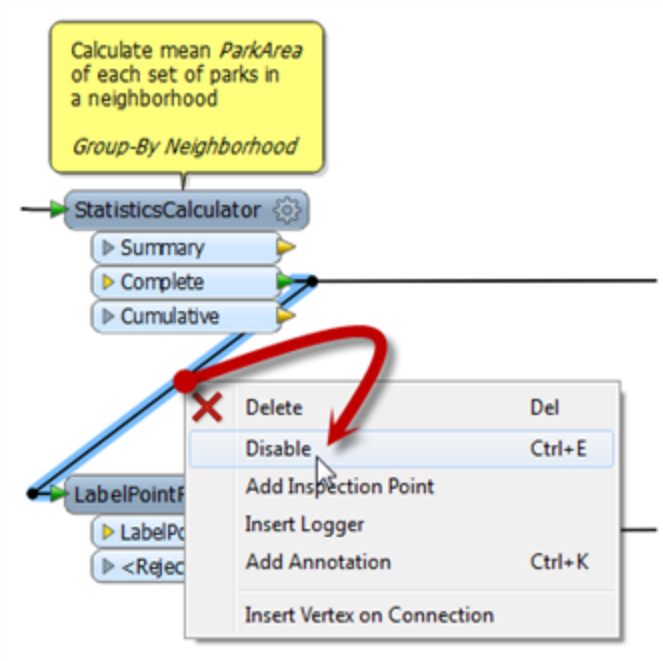 Calculate mean ParkArea
of each set of parks in
a neighborhood
Group-By Neighborhood
StatisticsCalculator
Summary
Complete
Cumulative
Delete Del
Disable Ctrl+E
Add Inspection Point
Insert Logger
Add Annotation Ctrl+K
Insert Vertex on Connection